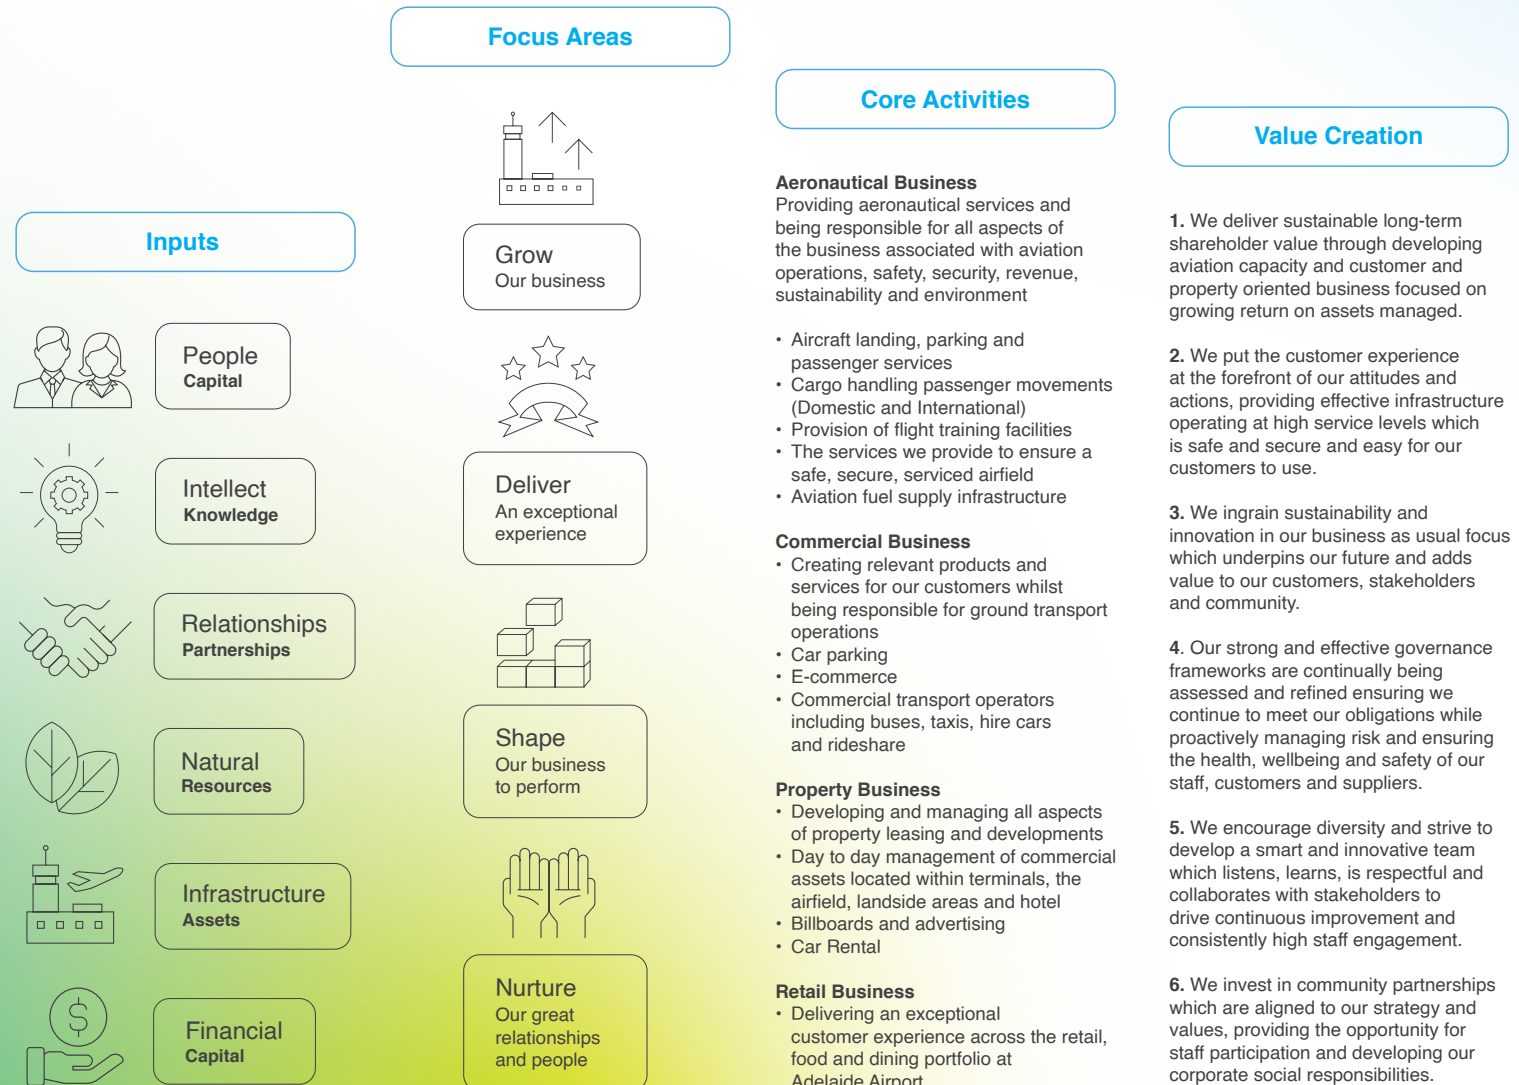 Inputs
People
Capital
Intellect
Knowledge
Relationships
Partnerships
Natural
Resources
Infrastructure
Assets
Financial
Capital
Focus Areas
Grow
Our business
Deliver
An exceptional
experience
Shape
Our business
to perform
Nurture
Our great
relationships
and people
Core Activities
Aeronautical Business
Providing aeronautical services and
being responsible for all aspects of
the business associated with aviation
operations, safety, security, revenue,
sustainability and environment
• Aircraft landing, parking and
passenger services
• Cargo handling passenger movements
(Domestic and International)
• Provision of flight training facilities
• The services we provide to ensure a
safe, secure, serviced airfield
• Aviation fuel supply infrastructure
Commercial Business
• Creating relevant products and
services for our customers whilst
being responsible for ground transport
operations
• Car parking
• E-commerce
• Commercial transport operators
including buses, taxis, hire cars
and rideshare
Property Business
• Developing and managing all aspects
of property leasing and developments
• Day to day management of commercial
assets located within terminals, the
airfield, landside areas and hotel
• Billboards and advertising
• Car Rental
Retail Business
• Delivering an exceptional
customer experience across the retail,
food and dining portfolio at
Adelaide Airport
Value Creation
1. We deliver sustainable long-term
shareholder value through developing
aviation capacity and customer and
property oriented business focused on
growing return on assets managed.
2. We put the customer experience
at the forefront of our attitudes and
actions, providing effective infrastructure
operating at high service levels which
is safe and secure and easy for our
customers to use.
3. We ingrain sustainability and
innovation in our business as usual focus
which underpins our future and adds
value to our customers, stakeholders
and community.
4. Our strong and effective governance
frameworks are continually being
assessed and refined ensuring we
continue to meet our obligations while
proactively managing risk and ensuring
the health, wellbeing and safety of our
staff, customers and suppliers.
5. We encourage diversity and strive to
develop a smart and innovative team
which listens, learns, is respectful and
collaborates with stakeholders to
drive continuous improvement and
consistently high staff engagement.
6. We invest in community partnerships
which are aligned to our strategy and
values, providing the opportunity for
staff participation and developing our
corporate social responsibilities.